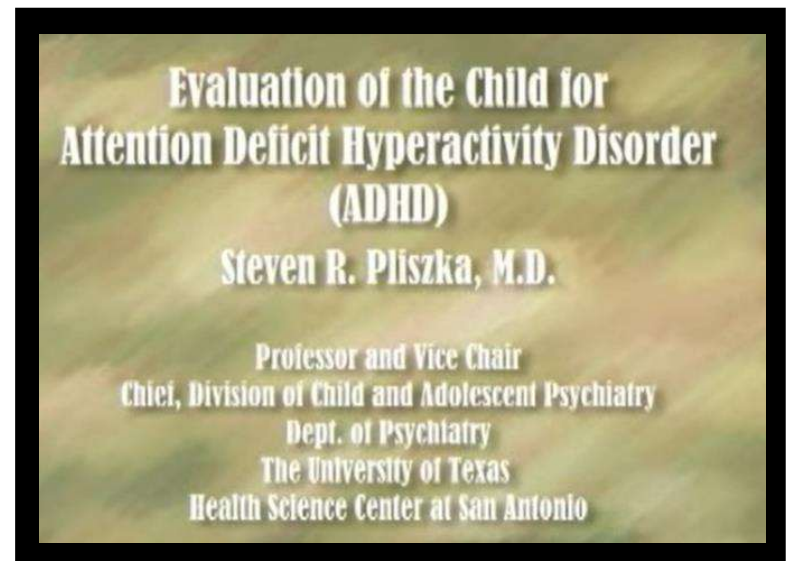 Evaluation of the Child for
Attention Deficit Hyperactivity Disorder
(ADHD)
Steven R. Pliszka, M.D.
Professor and Vice Chair
Chief, Division of Child and Adolescent Psychiatry
Dept. of Psychiatry
The University of Texas
Health Science Center at San Antonio